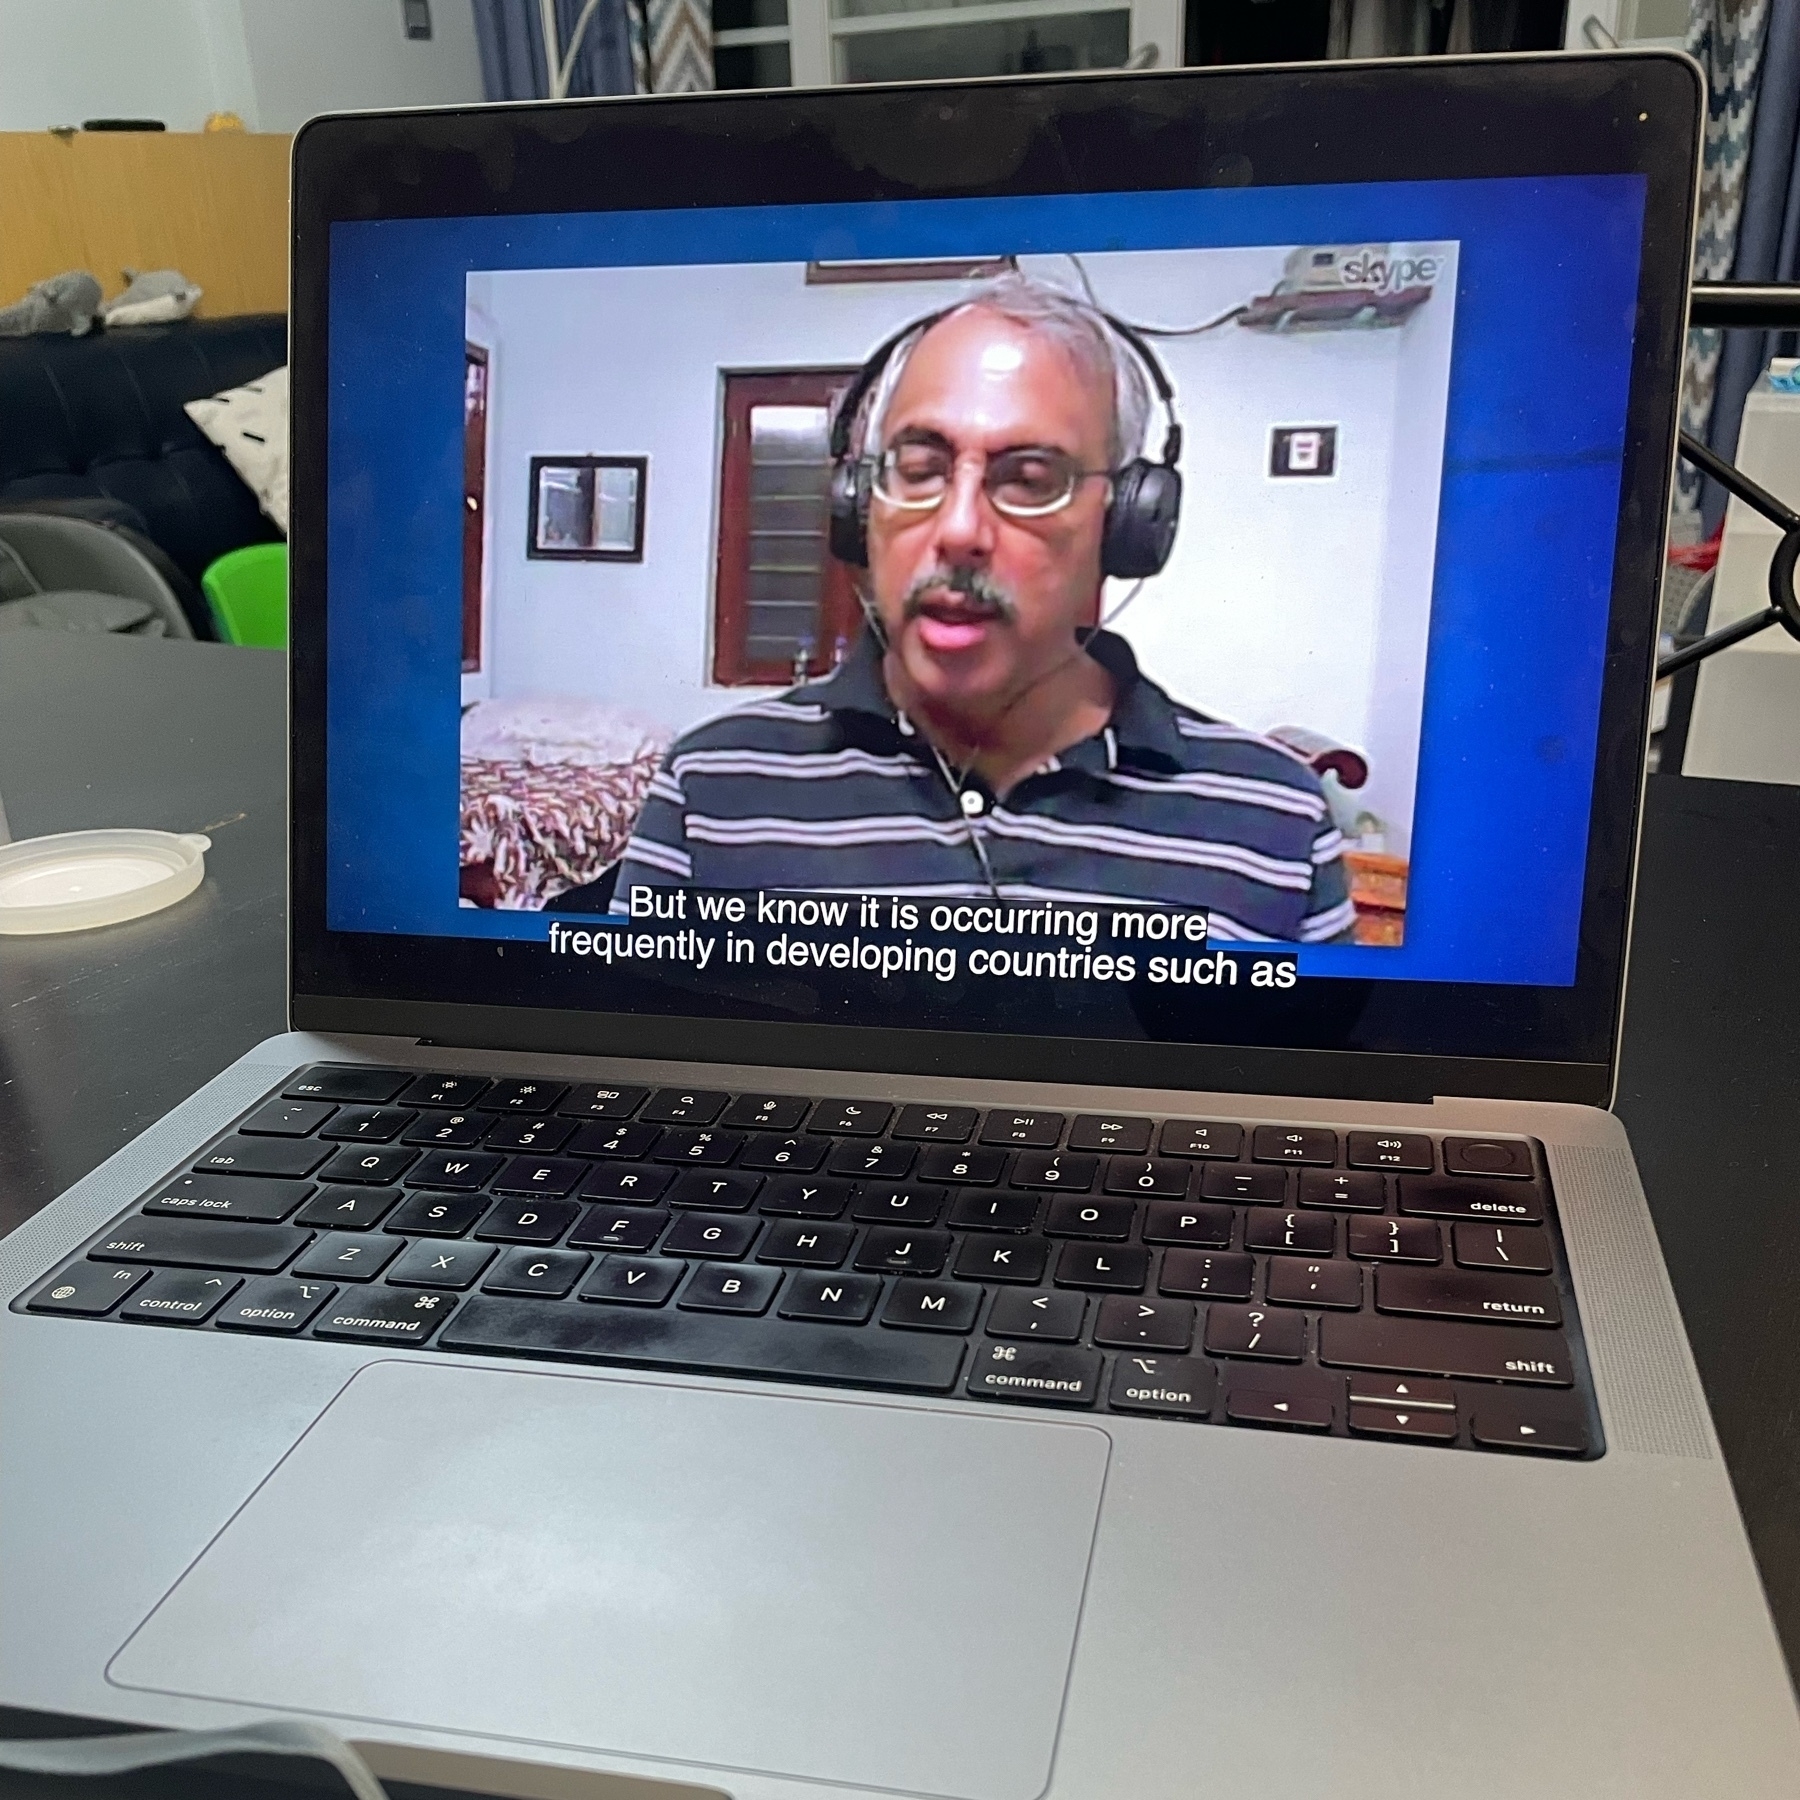 skype
But we know it is occurring more
frequently in developing countries such as
esc F1 F2 F3 F4 F5 F6 F7 F8 F9 F10 F11 F12
~ ` ! 1 @ 2 # 3 $ 4 % 5 ^ 6 & 7 * 8 ( 9 ) 0 _ - + = delete
tab Q W E R T Y U I O P { [ } ] | \
caps lock A S D F G H J K L : ; " ' return
shift Z X C V B N M < , > . ? / shift
fn control option command command option